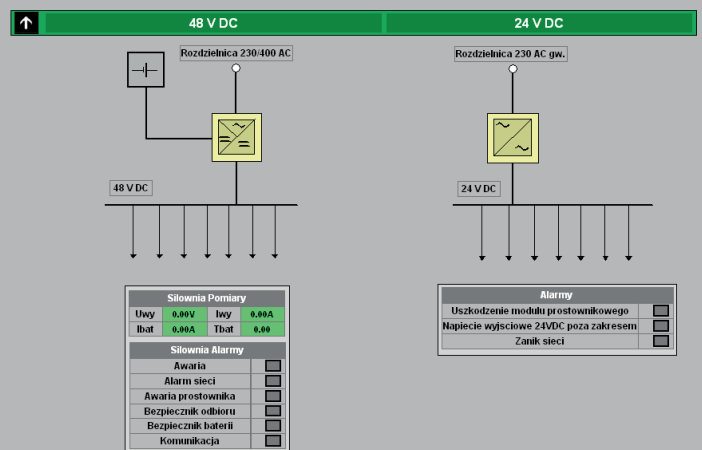 48 V DC 24 V DC
Rozdzielnica 230/400 AC
Rozdzielnica 230 AC gw.
48 V DC
24 V DC
Silownia Pomiary
Uwy 0.00V Iwy 0.00A
Ibat 0.00A Tbat 0.00
Silownia Alarmy
Awaria
Alarm sieci
Awaria prostownika
Bezpiecznik odbioru
Bezpiecznik baterii
Komunikacja
Alarmy
Uszkodzenie modulu prostownikowego
Napiecie wyjsciowe 24VDC poza zakresem
Zanik sieci